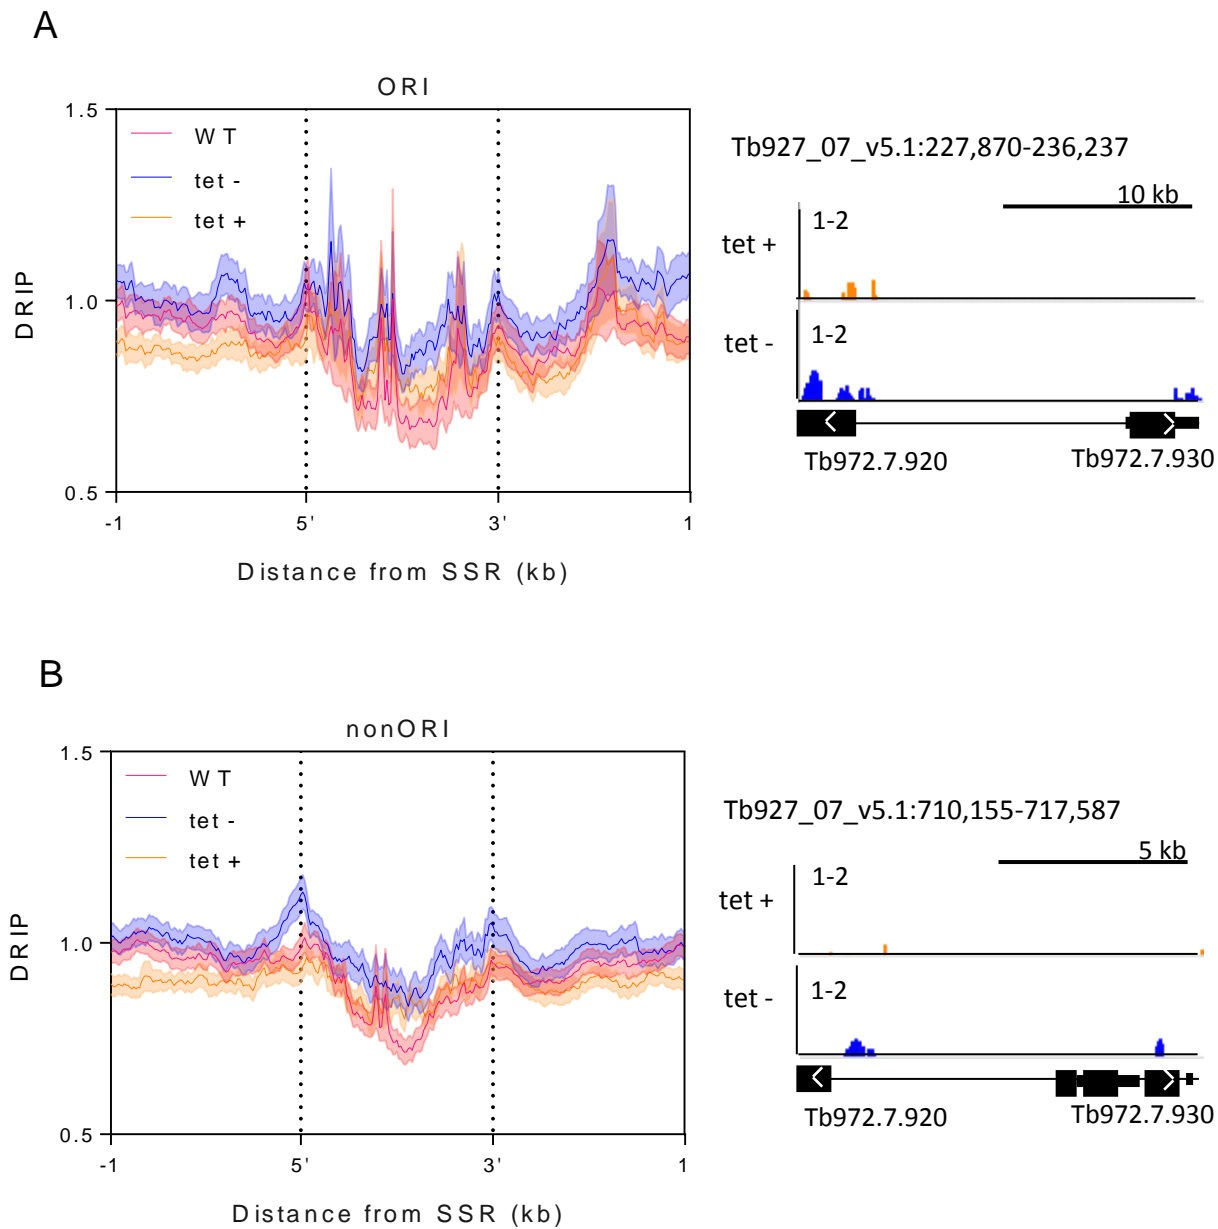 A
ORI
1.5
1.0
0.5
DRIP
WT
tet -
tet +
-1
5'
3'
1
Distance from SSR (kb)
Tb927_07_v5.1:227,870-236,237
10 kb
tet +
1-2
tet -
1-2
Tb972.7.920
Tb972.7.930
B
nonORI
1.5
1.0
0.5
DRIP
WT
tet -
tet +
-1
5'
3'
1
Distance from SSR (kb)
Tb927_07_v5.1:710,155-717,587
5 kb
tet +
1-2
tet -
1-2
Tb972.7.920
Tb972.7.930